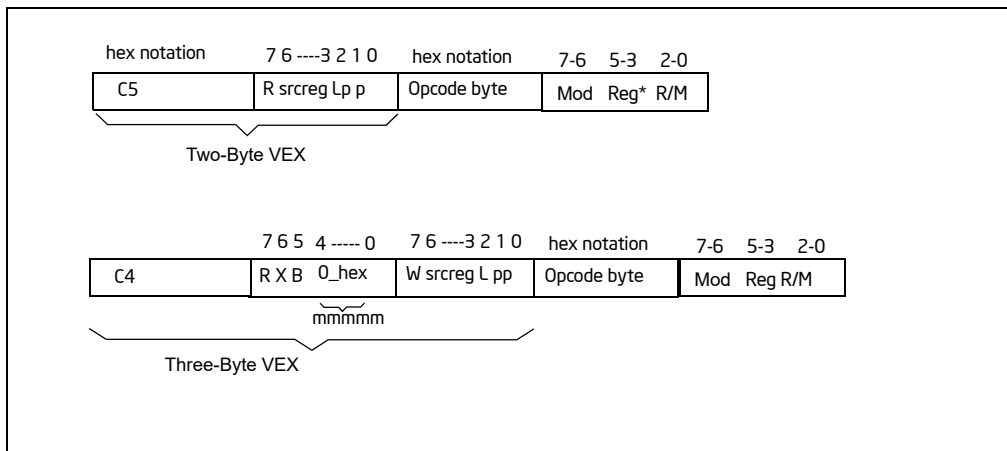 hex notation 7 6 ----3 2 1 0 hex notation 7-6 5-3 2-0
C5 R srcreg Lp p Opcode byte Mod Reg* R/M
Two-Byte VEX
7 6 5 4 ----- 0 7 6 ----3 2 1 0 hex notation 7-6 5-3 2-0
C4 R X B 0_hex W srcreg L pp Opcode byte Mod Reg R/M
mmmmm
Three-Byte VEX